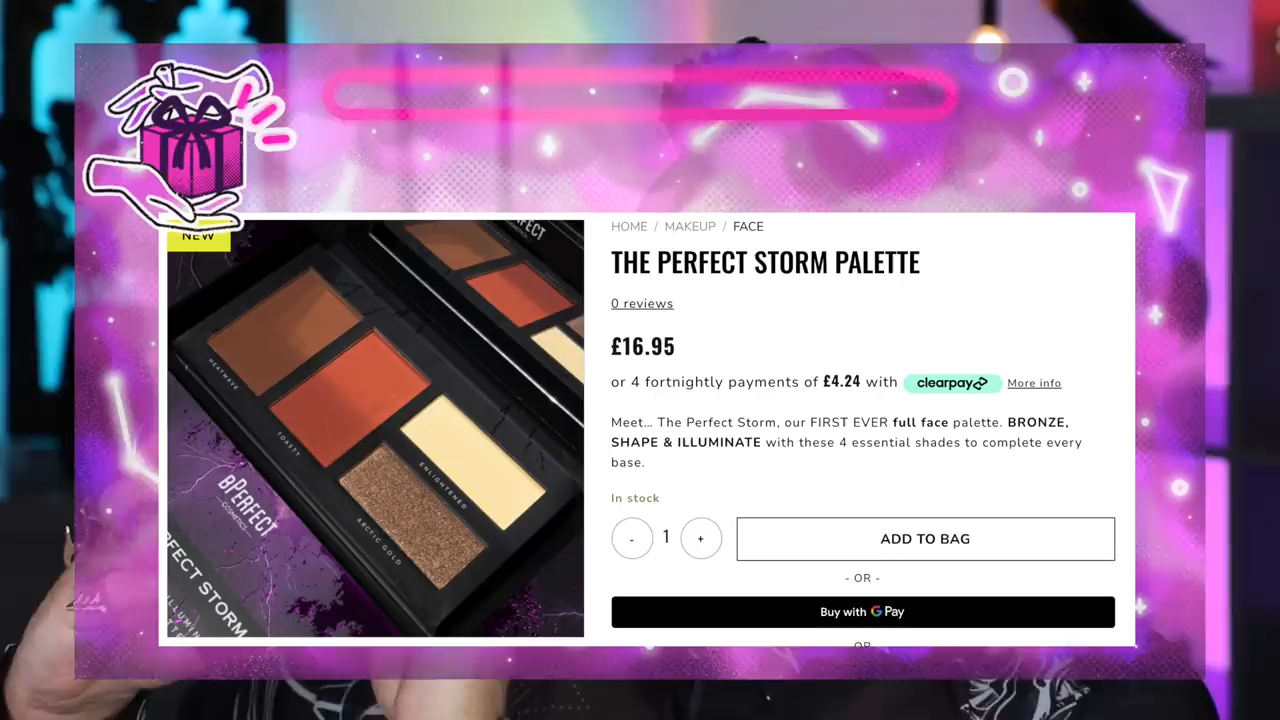 NEW
HOME / MAKEUP / FACE
THE PERFECT STORM PALETTE
0 reviews
£16.95
or 4 fortnightly payments of £4.24 with clearpay More info
Meet... The Perfect Storm, our FIRST EVER full face palette. BRONZE,
SHAPE & ILLUMINATE with these 4 essential shades to complete every
base.
In stock
- 1 +
ADD TO BAG
- OR -
Buy with G Pay
OR
HEATWAVE
TOASTY
ENLIGHTENED
ARCTIC GOLD
BPERFECT
COSMETICS
RFECT STORM